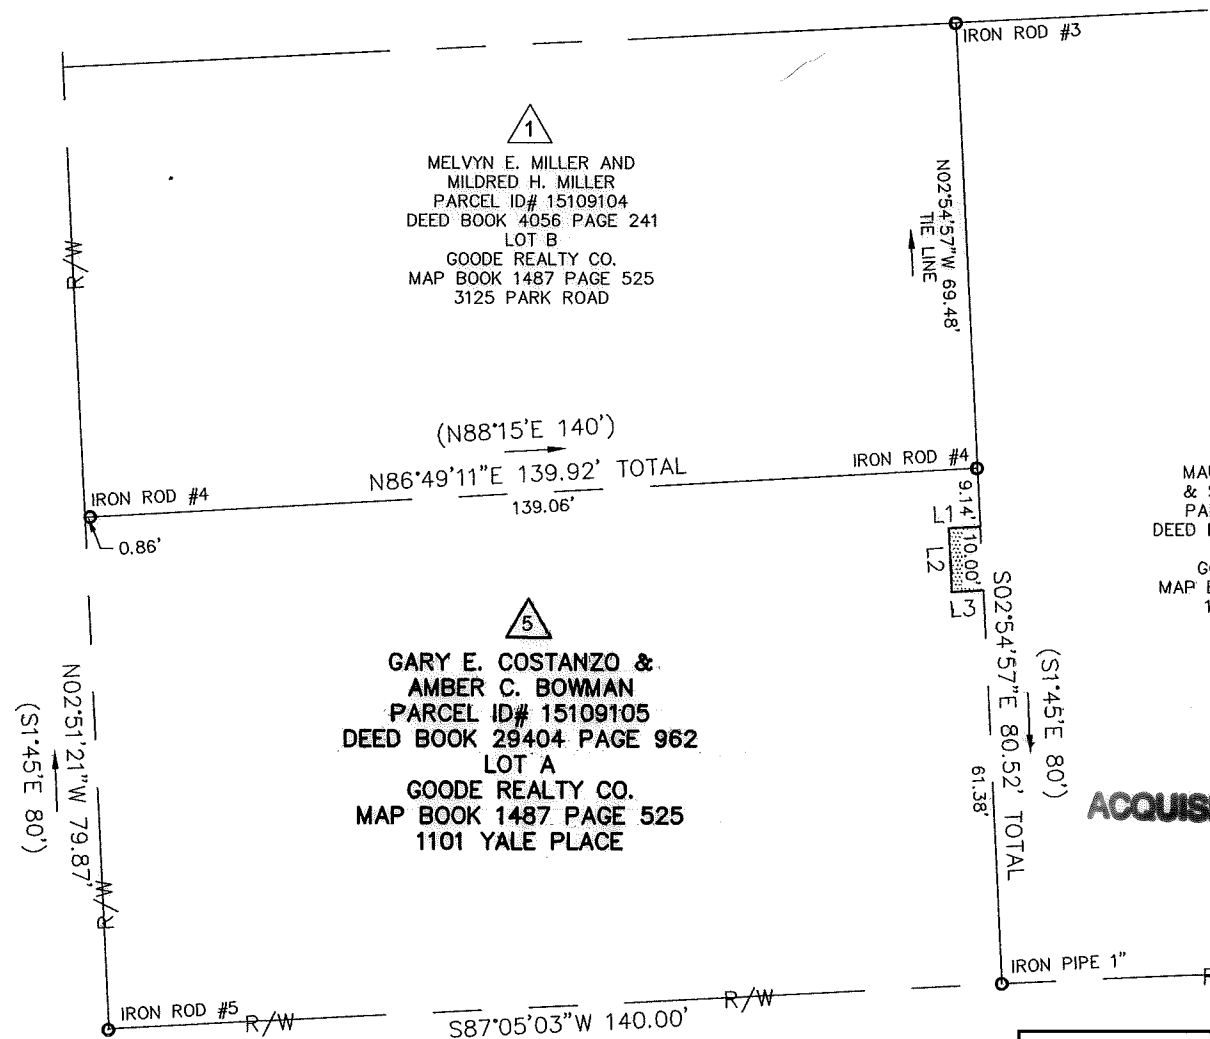 IRON ROD #3
1
MELVYN E. MILLER AND
MILDRED H. MILLER
PARCEL ID# 15109104
DEED BOOK 4056 PAGE 241
LOT B
GOODE REALTY CO.
MAP BOOK 1487 PAGE 525
3125 PARK ROAD
R/W
N02°54'57"W 69.48'
TIE LINE
(N88°15'E 140')
N86°49'11"E 139.92' TOTAL
139.06'
IRON ROD #4
IRON ROD #4
0.86'
9.14'
L1
10.00'
L2
L3
& 
DEED
MAP
5
GARY E. COSTANZO &
AMBER C. BOWMAN
PARCEL ID# 15109105
DEED BOOK 29404 PAGE 962
LOT A
GOODE REALTY CO.
MAP BOOK 1487 PAGE 525
1101 YALE PLACE
S02°54'57"E 80.52' TOTAL
(S1°45'E 80')
61.38'
N02°51'21"W 79.87'
(S1°45'E 80')
R/W
IRON PIPE 1"
IRON ROD #5
R/W
S87°05'03"W 140.00'
R/W